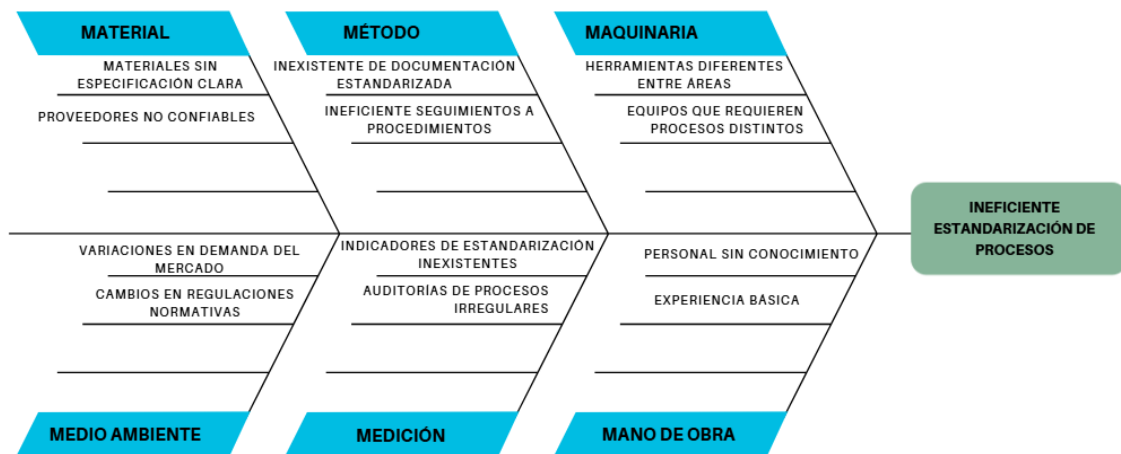 MATERIAL
MÉTODO
MAQUINARIA
MATERIALES SIN
ESPECIFICACIÓN CLARA
PROVEEDORES NO CONFIABLES
INEXISTENTE DE DOCUMENTACIÓN
ESTANDARIZADA
INEFICIENTE SEGUIMIENTOS A
PROCEDIMIENTOS
HERRAMIENTAS DIFERENTES
ENTRE ÁREAS
EQUIPOS QUE REQUIEREN
PROCESOS DISTINTOS
INEFICIENTE
ESTANDARIZACIÓN DE
PROCESOS
VARIACIONES EN DEMANDA DEL
MERCADO
CAMBIOS EN REGULACIONES
NORMATIVAS
INDICADORES DE ESTANDARIZACIÓN
INEXISTENTES
AUDITORÍAS DE PROCESOS
IRREGULARES
PERSONAL SIN CONOCIMIENTO
EXPERIENCIA BÁSICA
MEDIO AMBIENTE
MEDICIÓN
MANO DE OBRA